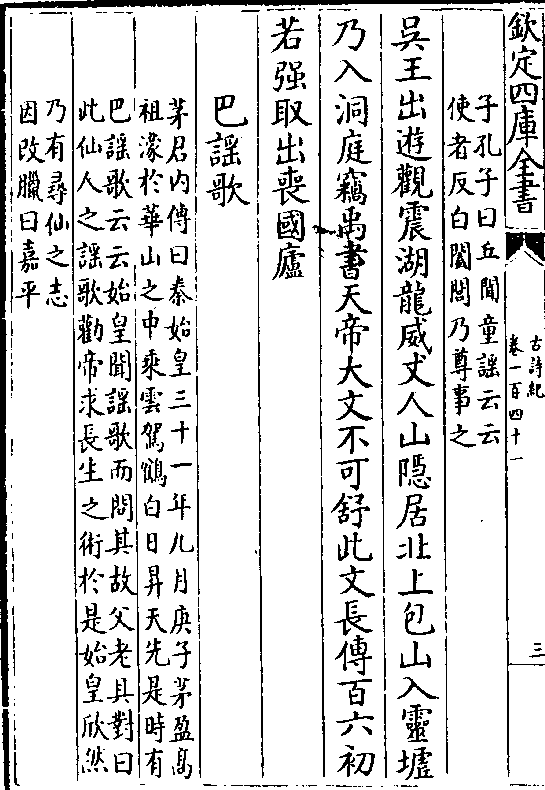 欽定四庫全書
古詩紀
卷一百四十一
三
子孔子曰丘聞童謡云云
使者反白闔閭乃尊事之
吳王出遊觀震湖龍威丈人山隱居北上包山入靈墟
乃入洞庭竊禹書天帝大文不可舒此文長傳百六初
若强取出喪國廬
巴謡歌
茅君内傳曰秦始皇三十一年九月庚子茅盈髙
祖濛於華山之中乘雲駕鶴白日昇天先是時有
巴謡歌云云始皇聞謡歌而問其故父老具對曰
此仙人之謡歌勸帝求長生之術於是始皇欣然
乃有尋仙之志
因改臘曰嘉平